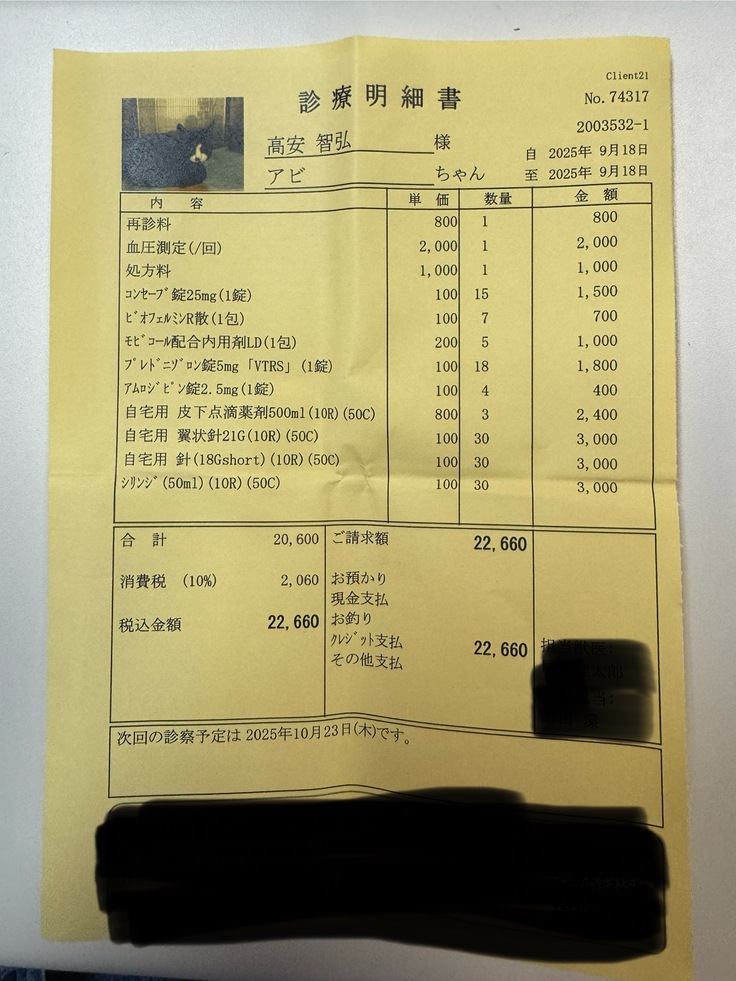 Client21
診療明細書
No.74317
2003532-1
高安 智弘 様
自 2025年 9月18日
アビ ちゃん
至 2025年 9月18日
内 容 単 価 数量 金 額
再診料 800 1 800
血圧測定(/回) 2,000 1 2,000
処方料 1,000 1 1,000
ｺﾝｾｰﾌﾞ錠25mg(1錠) 100 15 1,500
ﾋﾞｵﾌｪﾙﾐﾝR散(1包) 100 7 700
ﾓﾋﾞｺｰﾙ配合内用剤LD(1包) 200 5 1,000
ﾌﾟﾚﾄﾞﾆｿﾞﾛﾝ錠5mg「VTRS」(1錠) 100 18 1,800
ｱﾑﾛｼﾞﾋﾟﾝ錠2.5mg(1錠) 100 4 400
自宅用 皮下点滴薬剤500ml(10R)(50C) 800 3 2,400
自宅用 翼状針21G(10R)(50C) 100 30 3,000
自宅用 針(18Gshort)(10R)(50C) 100 30 3,000
ｼﾘﾝｼﾞ(50ml)(10R)(50C) 100 30 3,000
合 計 20,600
消費税 (10%) 2,060
税込金額 22,660
ご請求額 22,660
お預かり
現金支払
お釣り
ｸﾚｼﾞｯﾄ支払 22,660
その他支払
担当獣医:
太郎
当:
次回の診察予定は 2025年10月23日(木)です。